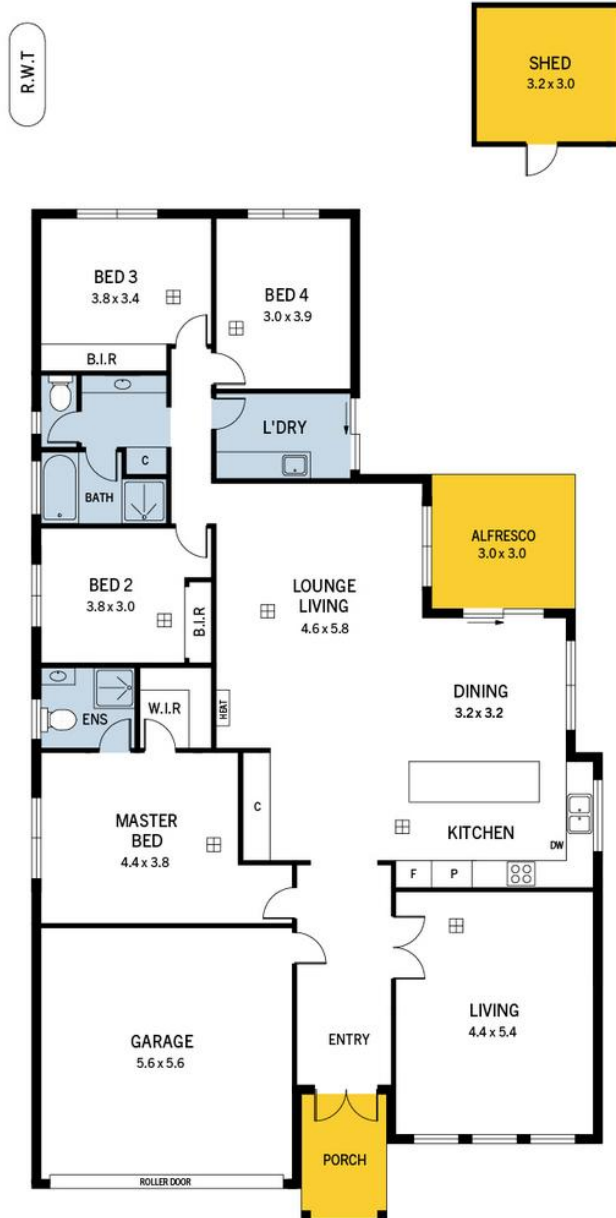 R.W.T
SHED
3.2 x 3.0
BED 3
3.8 x 3.4
BED 4
3.0 x 3.9
B.I.R
L'DRY
C
BATH
ALFRESCO
3.0 x 3.0
BED 2
3.8 x 3.0
B.I.R
LOUNGE
LIVING
4.6 x 5.8
ENS
W.I.R
HEAT
DINING
3.2 x 3.2
MASTER
BED
4.4 x 3.8
C
KITCHEN
DW
F
P
GARAGE
5.6 x 5.6
ENTRY
LIVING
4.4 x 5.4
PORCH
ROLLER DOOR